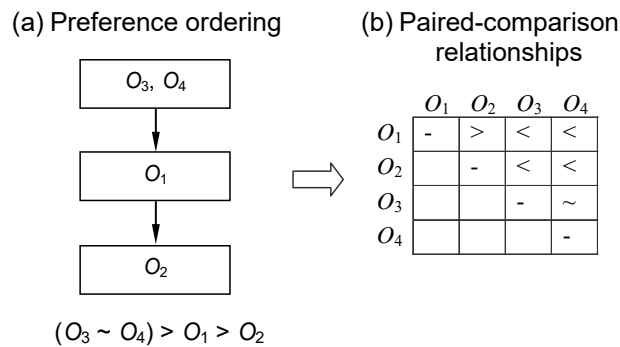 (a) Preference ordering
O3, O4
O1
O2
(O3 ~ O4) > O1 > O2
(b) Paired-comparison
relationships
O1 O2 O3 O4
O1 - > < <
O2 - < <
O3 - ~
O4 -